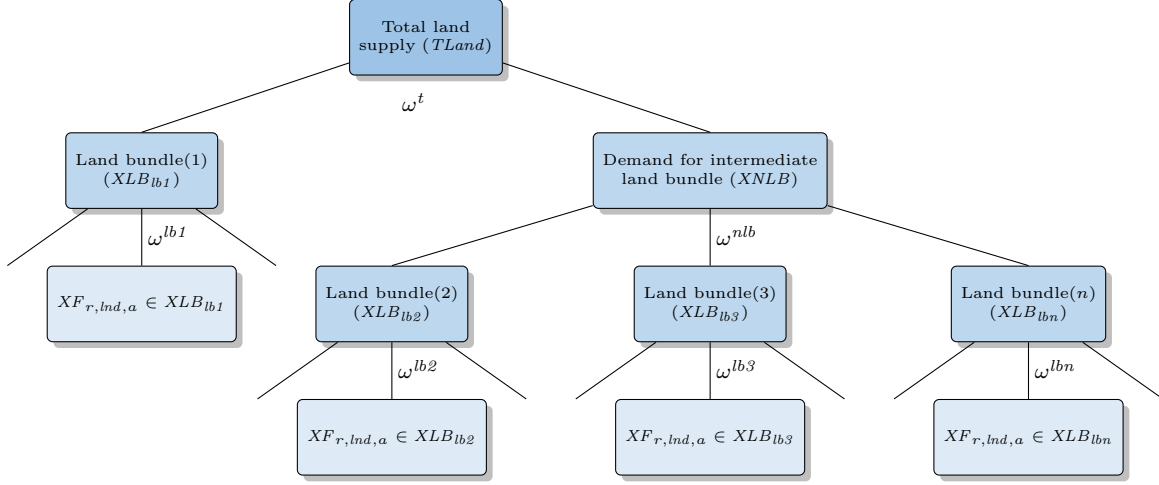 Total land
supply (TLand)
ω^t
Land bundle(1)
(XLB_lb1)
Demand for intermediate
land bundle (XNLB)
ω^lb1
ω^nlb
XF_r,lnd,a ∈ XLB_lb1
Land bundle(2)
(XLB_lb2)
Land bundle(3)
(XLB_lb3)
Land bundle(n)
(XLB_lbn)
ω^lb2
ω^lb3
ω^lbn
XF_r,lnd,a ∈ XLB_lb2
XF_r,lnd,a ∈ XLB_lb3
XF_r,lnd,a ∈ XLB_lbn